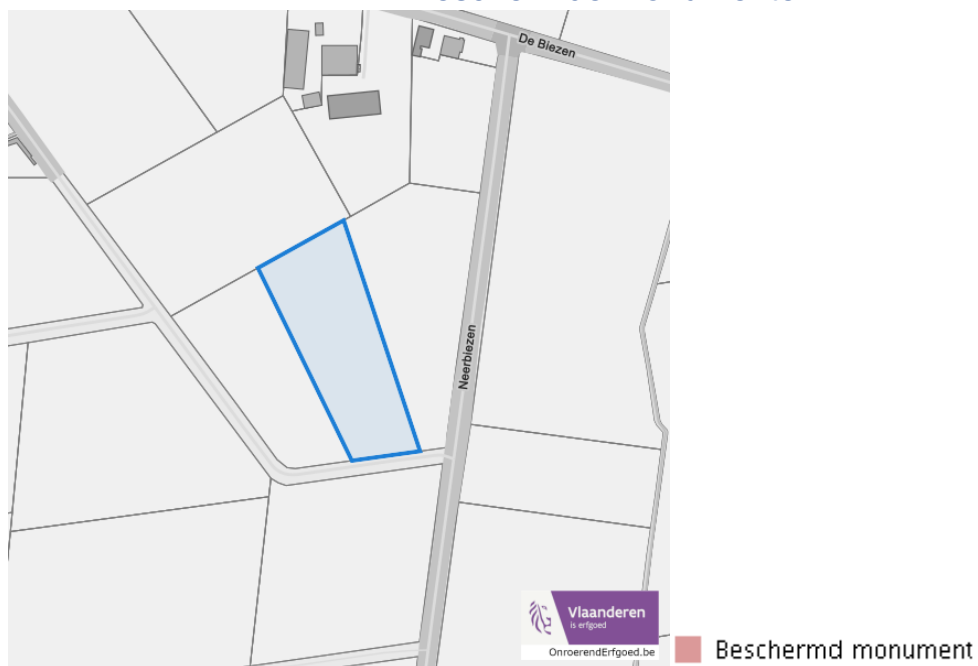 De Biezen
Neerbiezen
Vlaanderen
is erfgoed
OnroerendErfgoed.be
Beschermd monument